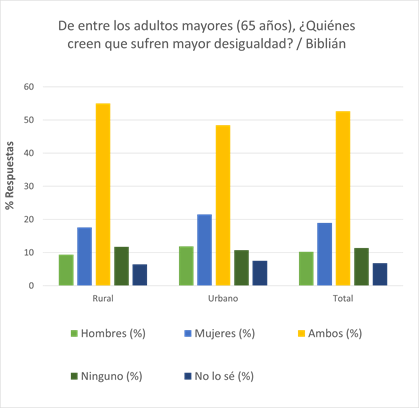 De entre los adultos mayores (65 años), ¿Quiénes
creen que sufren mayor desigualdad? / Biblián
% Respuestas
60
50
40
30
20
10
0
Rural Urbano Total
Hombres (%) Mujeres (%) Ambos (%)
Ninguno (%) No lo sé (%)